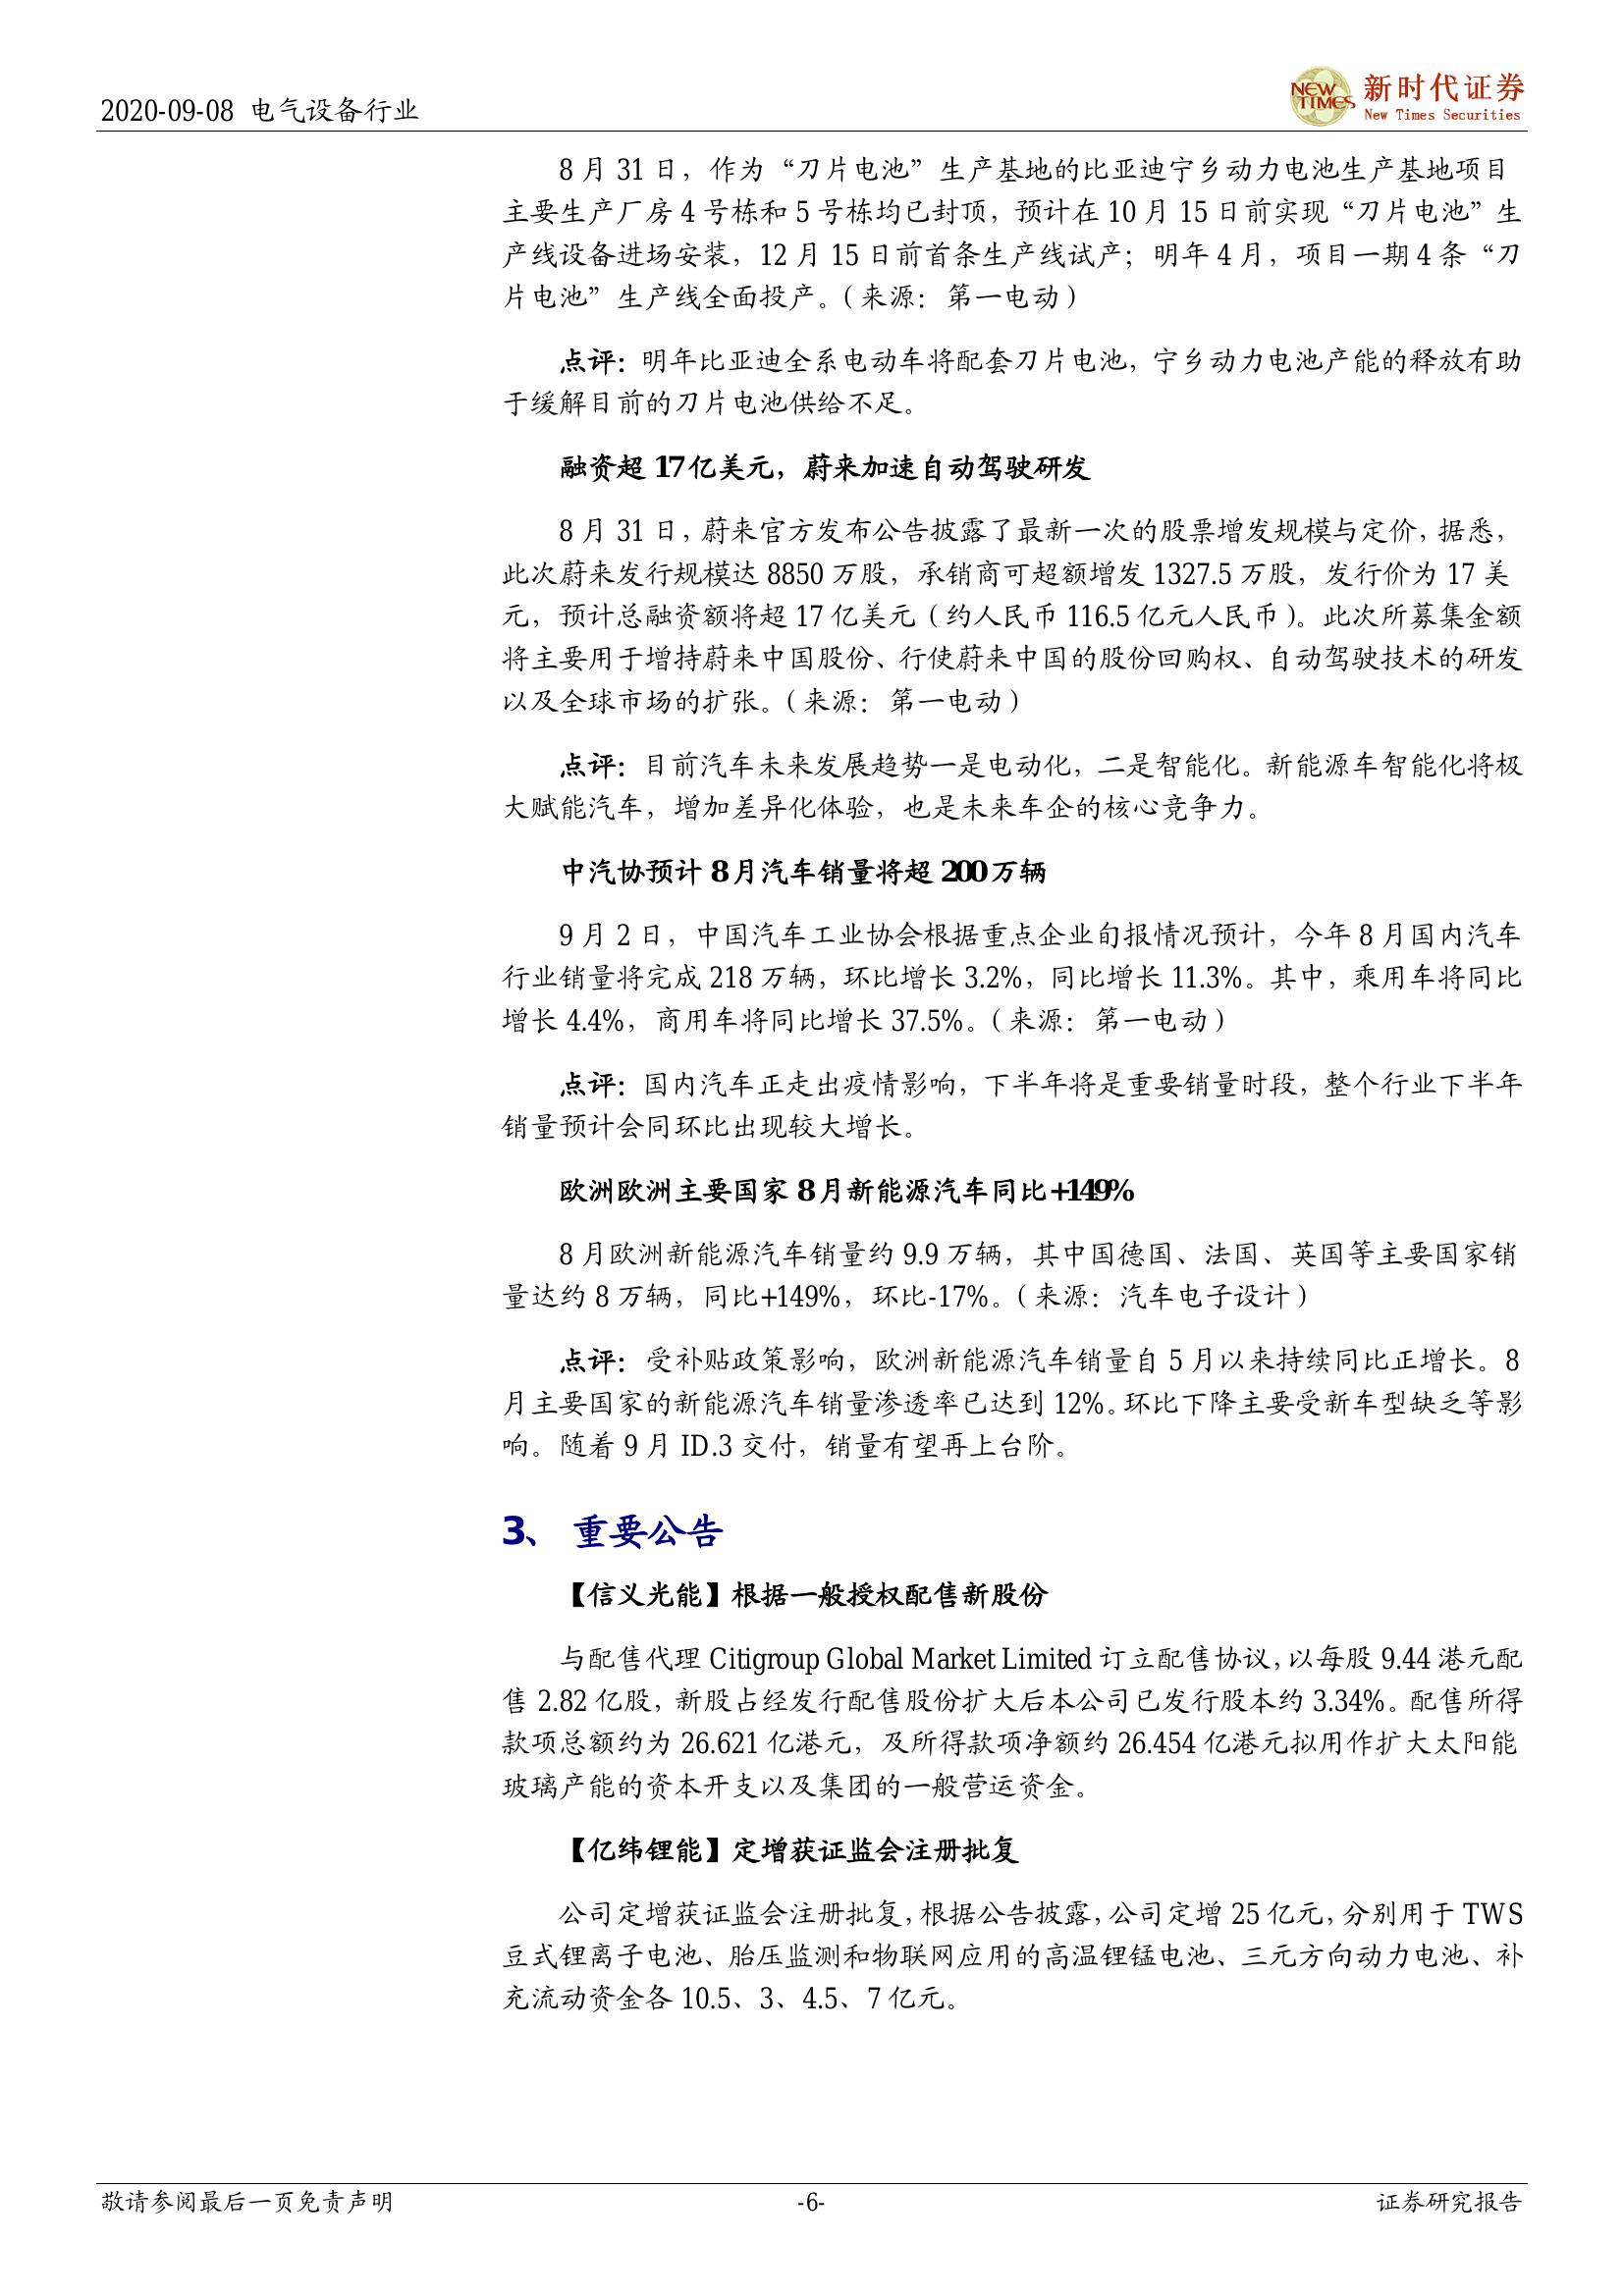 2020-09-08 电气设备行业
NEW TIMES
新时代证券
New Times Securities
8 月 31 日，作为“刀片电池”生产基地的比亚迪宁乡动力电池生产基地项目
主要生产厂房 4 号栋和 5 号栋均已封顶，预计在 10 月 15 日前实现“刀片电池”生
产线设备进场安装，12 月 15 日前首条生产线试产；明年 4 月，项目一期 4 条“刀
片电池”生产线全面投产。（来源：第一电动）
点评：明年比亚迪全系电动车将配套刀片电池，宁乡动力电池产能的释放有助
于缓解目前的刀片电池供给不足。
融资超 17 亿美元，蔚来加速自动驾驶研发
8 月 31 日，蔚来官方发布公告披露了最新一次的股票增发规模与定价，据悉，
此次蔚来发行规模达 8850 万股，承销商可超额增发 1327.5 万股，发行价为 17 美
元，预计总融资额将超 17 亿美元（约人民币 116.5 亿元人民币）。此次所募集金额
将主要用于增持蔚来中国股份、行使蔚来中国的股份回购权、自动驾驶技术的研发
以及全球市场的扩张。（来源：第一电动）
点评：目前汽车未来发展趋势一是电动化，二是智能化。新能源车智能化将极
大赋能汽车，增加差异化体验，也是未来车企的核心竞争力。
中汽协预计 8 月汽车销量将超 200 万辆
9 月 2 日，中国汽车工业协会根据重点企业旬报情况预计，今年 8 月国内汽车
行业销量将完成 218 万辆，环比增长 3.2%，同比增长 11.3%。其中，乘用车将同比
增长 4.4%，商用车将同比增长 37.5%。（来源：第一电动）
点评：国内汽车正走出疫情影响，下半年将是重要销量时段，整个行业下半年
销量预计会同环比出现较大增长。
欧洲欧洲主要国家 8 月新能源汽车同比+149%
8 月欧洲新能源汽车销量约 9.9 万辆，其中国德国、法国、英国等主要国家销
量达约 8 万辆，同比+149%，环比-17%。（来源：汽车电子设计）
点评：受补贴政策影响，欧洲新能源汽车销量自 5 月以来持续同比正增长。8
月主要国家的新能源汽车销量渗透率已达到 12%。环比下降主要受新车型缺乏等影
响。随着 9 月 ID.3 交付，销量有望再上台阶。
3、 重要公告
【信义光能】根据一般授权配售新股份
与配售代理 Citigroup Global Market Limited 订立配售协议，以每股 9.44 港元配
售 2.82 亿股，新股占经发行配售股份扩大后本公司已发行股本约 3.34%。配售所得
款项总额约为 26.621 亿港元，及所得款项净额约 26.454 亿港元拟用作扩大太阳能
玻璃产能的资本开支以及集团的一般营运资金。
【亿纬锂能】定增获证监会注册批复
公司定增获证监会注册批复，根据公告披露，公司定增 25 亿元，分别用于 TWS
豆式锂离子电池、胎压监测和物联网应用的高温锂锰电池、三元方向动力电池、补
充流动资金各 10.5、3、4.5、7 亿元。
敬请参阅最后一页免责声明
-6-
证券研究报告